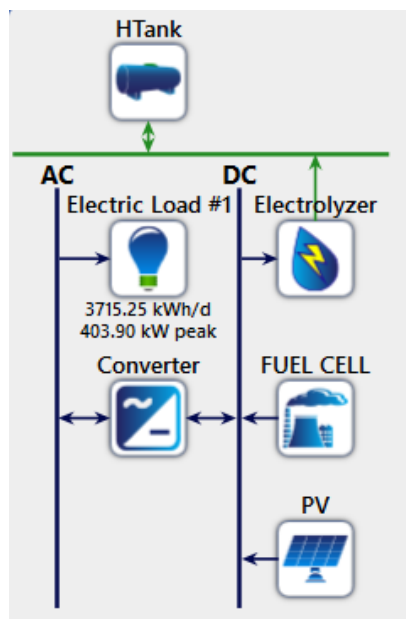 HTank
AC
DC
Electric Load #1
Electrolyzer
3715.25 kWh/d
403.90 kW peak
Converter
FUEL CELL
PV